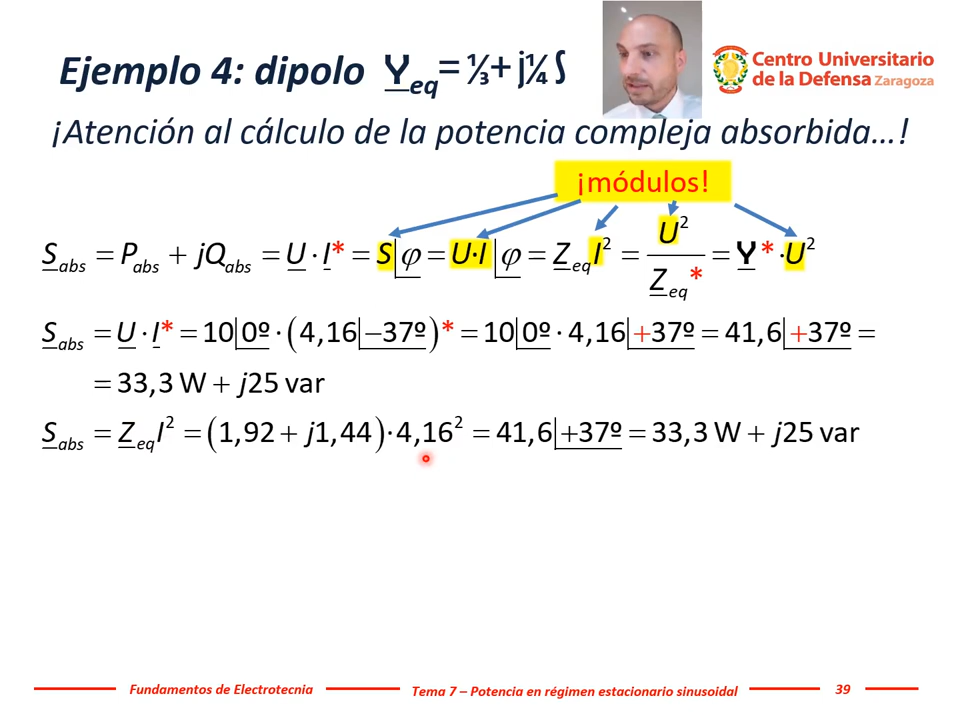 Ejemplo 4: dipolo Y_eq=⅓+j¼ S
Centro Universitario
de la Defensa Zaragoza
¡Atención al cálculo de la potencia compleja absorbida…!
¡módulos!
S_abs = P_abs + jQ_abs = U · I* = S|φ = U·I|φ = Z_eq I² = U²/Z_eq* = Y*·U²
S_abs = U · I* = 10|0º · (4,16|−37º)* = 10|0º · 4,16|+37º = 41,6|+37º =
= 33,3 W + j25 var
S_abs = Z_eq I² = (1,92 + j1,44)·4,16² = 41,6|+37º = 33,3 W + j25 var
Fundamentos de Electrotecnia
Tema 7 – Potencia en régimen estacionario sinusoidal
39